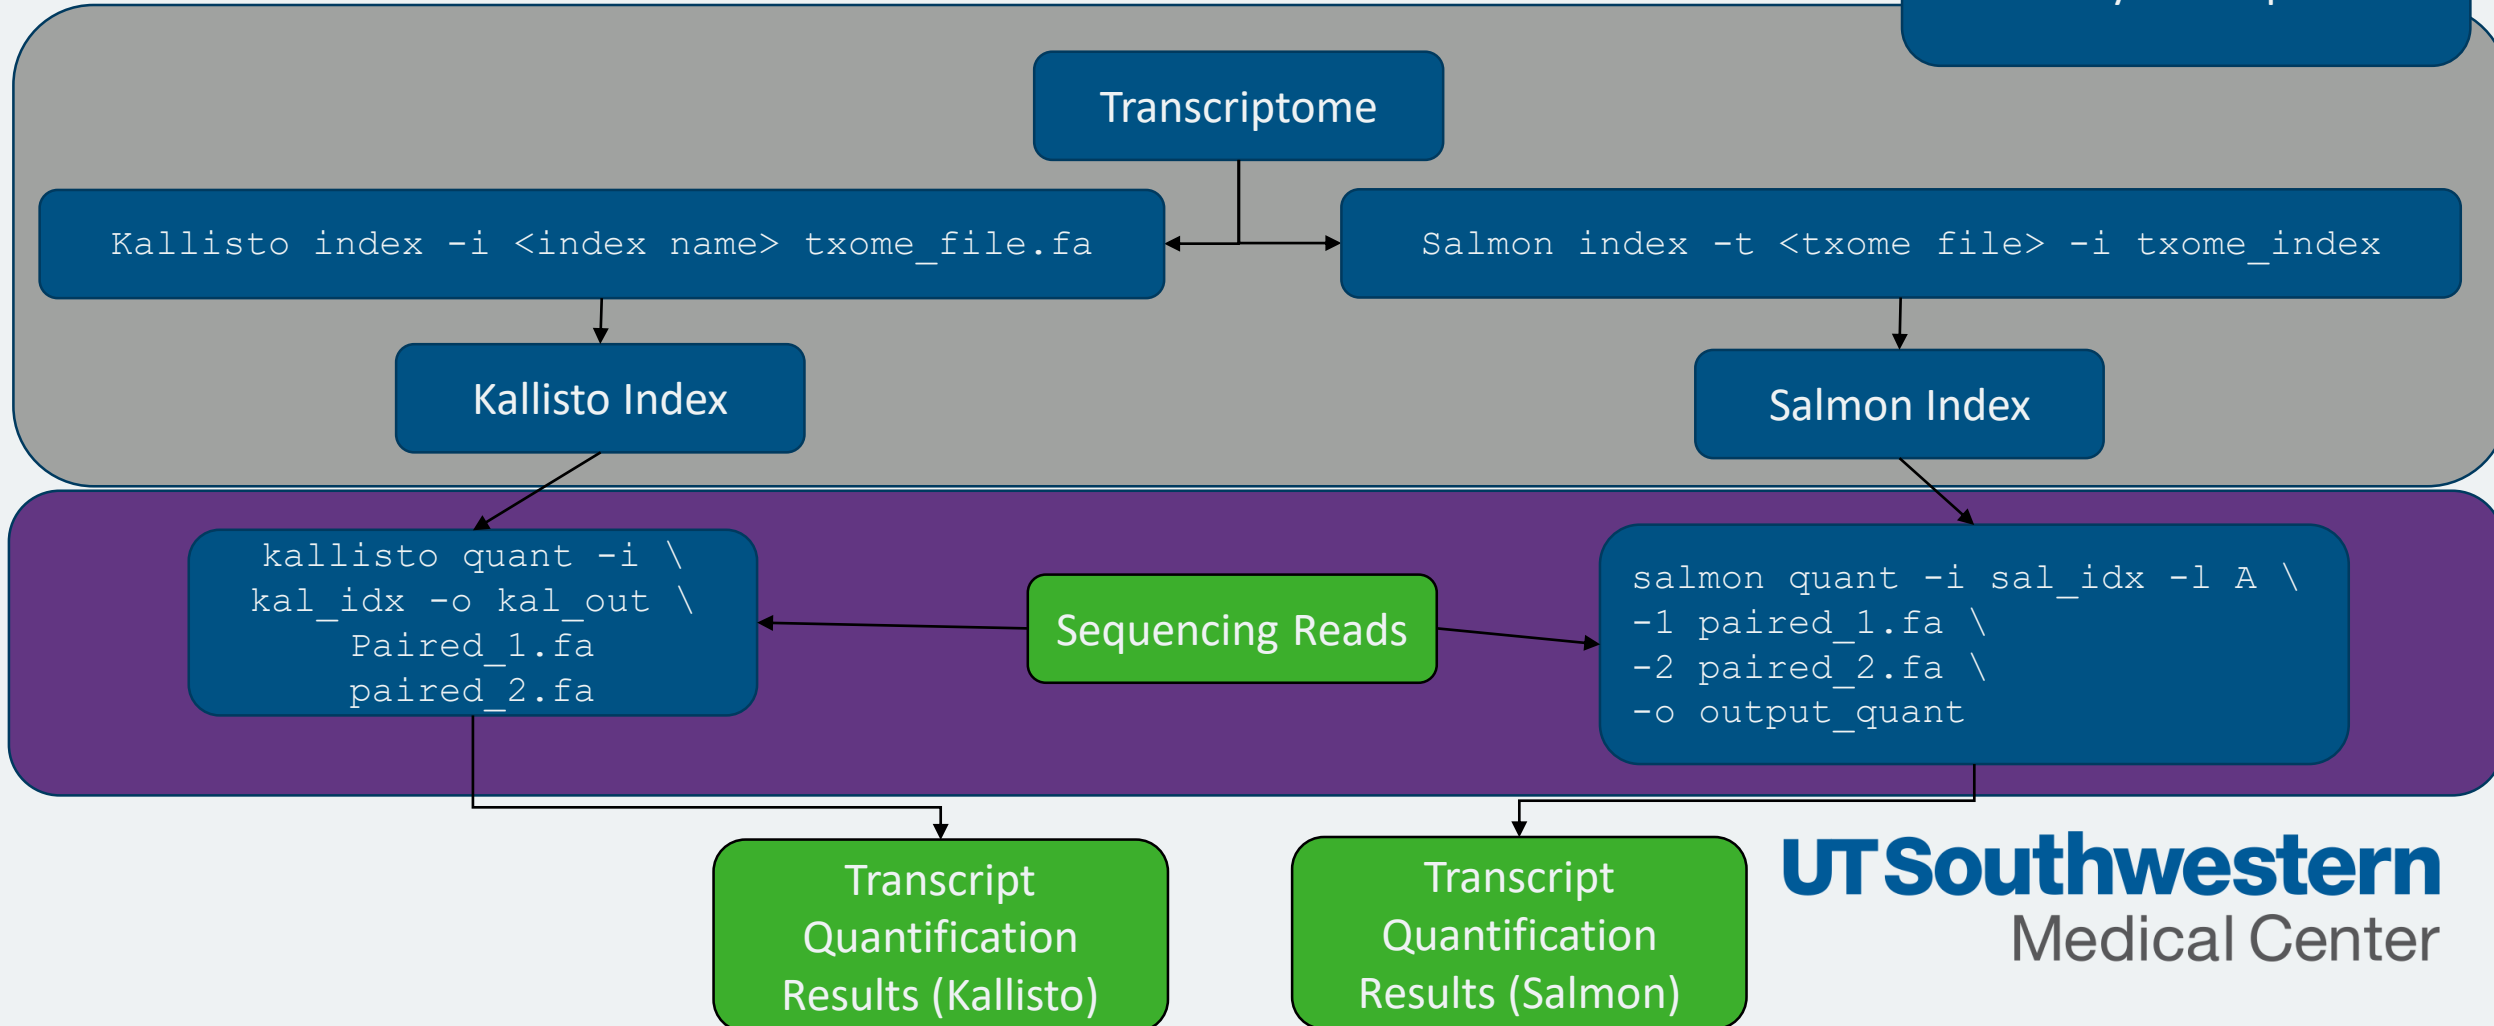 Transcriptome
Kallisto index -i <index name> txome_file.fa
Salmon index -t <txome file> -i txome_index
Kallisto Index
Salmon Index
kallisto quant -i \
kal_idx -o kal_out \
Paired_1.fa
paired_2.fa
Sequencing Reads
salmon quant -i sal_idx -l A \
-1 paired_1.fa \
-2 paired_2.fa \
-o output_quant
Transcript
Quantification
Results (Kallisto)
Transcript
Quantification
Results (Salmon)
UT Southwestern
Medical Center